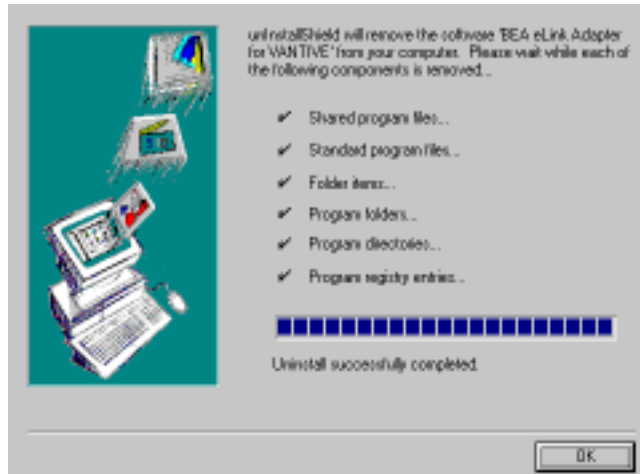 unInstallShield will remove the software 'BEA eLink Adapter
for VANTIVE' from your computer. Please wait while each of
the following components is removed...
✔ Shared program files...
✔ Standard program files...
✔ Folder items...
✔ Program folders...
✔ Program directories...
✔ Program registry entries...
Uninstall successfully completed.
OK